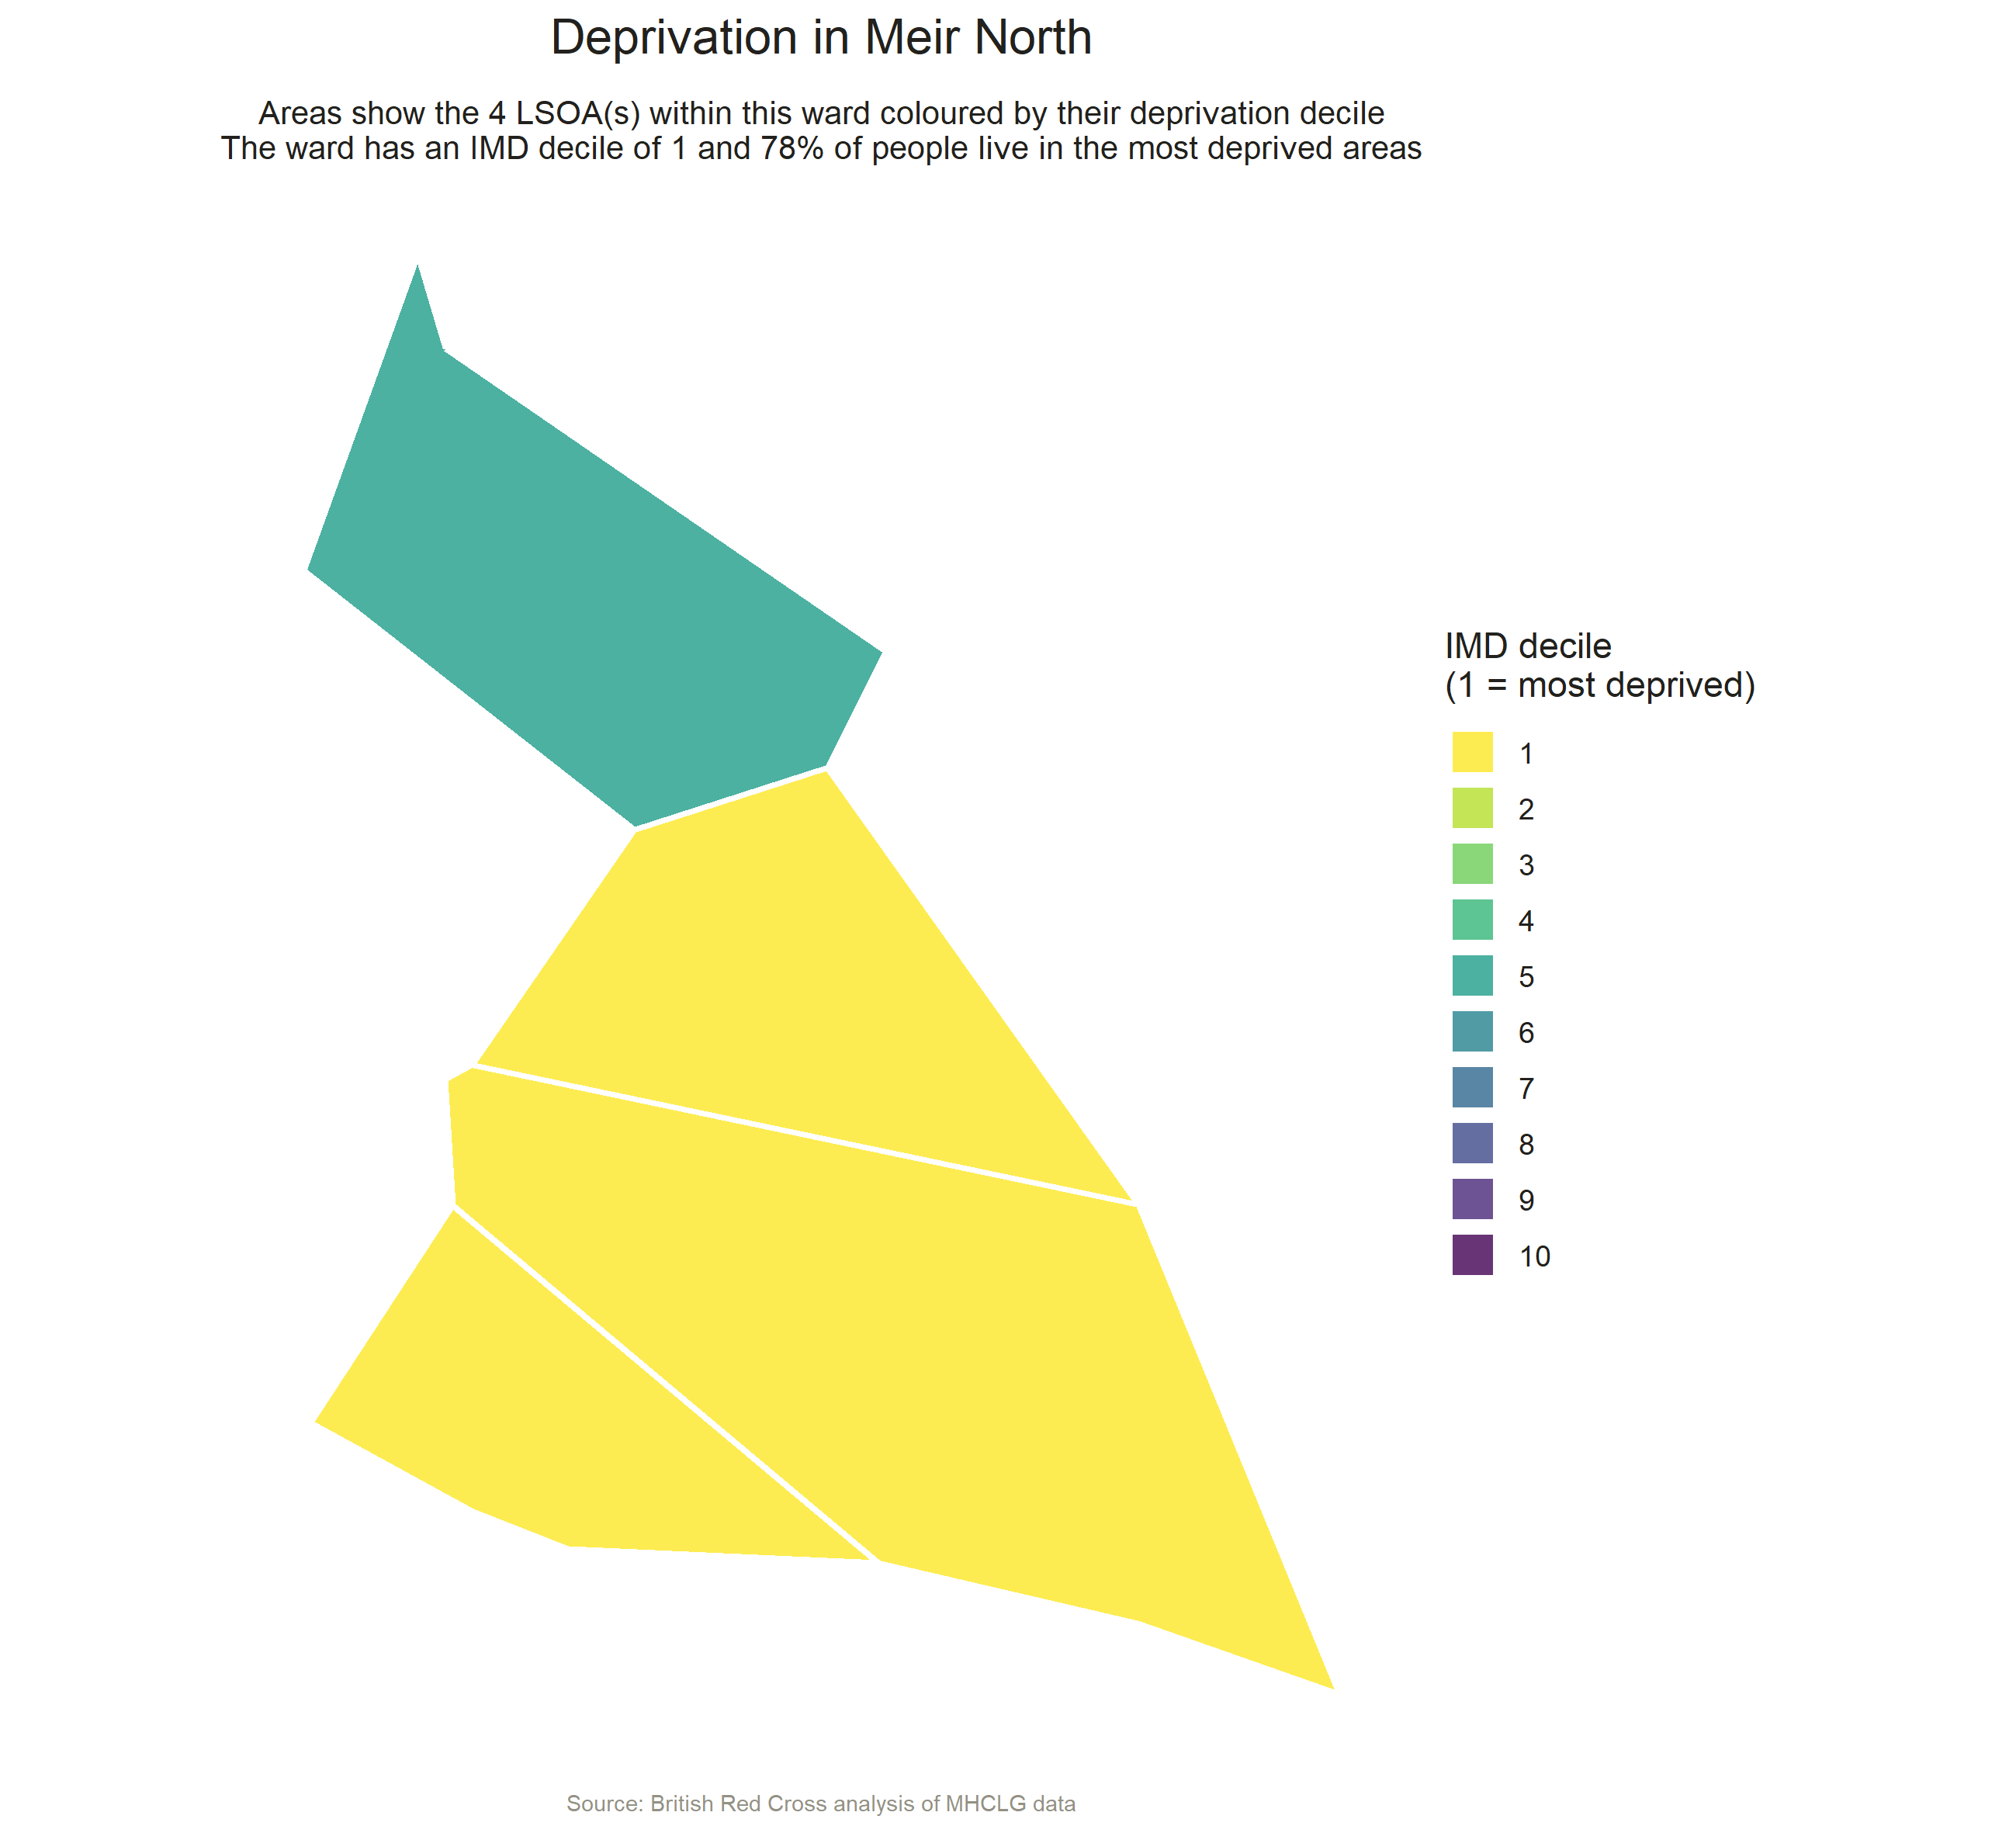 Deprivation in Meir North
Areas show the 4 LSOA(s) within this ward coloured by their deprivation decile
The ward has an IMD decile of 1 and 78% of people live in the most deprived areas
IMD decile
(1 = most deprived)
1
2
3
4
5
6
7
8
9
10
Source: British Red Cross analysis of MHCLG data